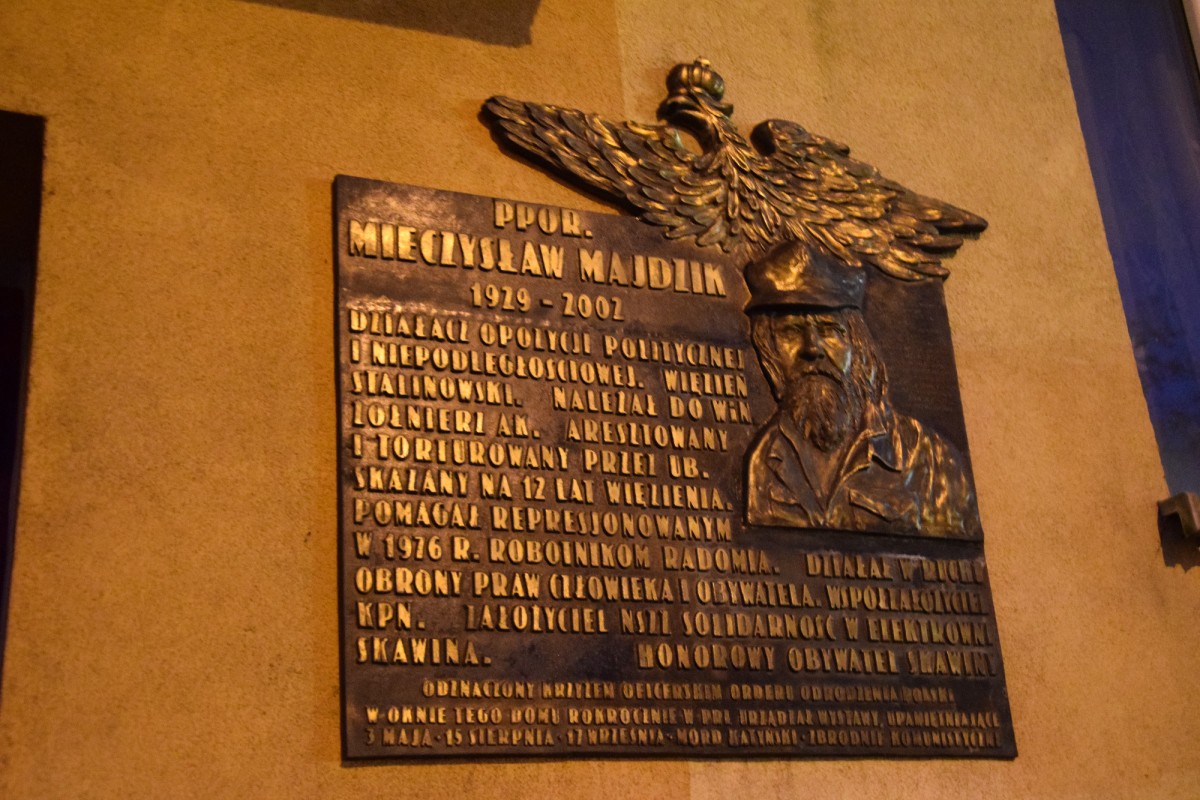 PPOR.
MIECZYSŁAW MAJDZIK
1929 - 2002
DZIAŁACZ OPOZYCJI POLITYCZNEJ
I NIEPODLEGŁOŚCIOWEJ. WIĘZIEŃ
STALINOWSKI. NALEŻAŁ DO WiN
ŻOŁNIERZ AK. ARESZTOWANY
I TORTUROWANY PRZEZ UB.
SKAZANY NA 12 LAT WIĘZIENIA.
POMAGAŁ REPRESJONOWANYM
W 1976 R. ROBOTNIKOM RADOMIA. DZIAŁAŁ W RUCHU
OBRONY PRAW CZŁOWIEKA I OBYWATELA. WSPÓŁZAŁOŻYCIEL
KPN. ZAŁOŻYCIEL NSZZ SOLIDARNOŚĆ W ELEKTROWNI
SKAWINA. HONOROWY OBYWATEL SKAWINY
ODZNACZONY KRZYŻEM OFICERSKIM ORDERU ODRODZENIA POLSKI
W OKNIE TEGO DOMU ROKROCZNIE W PRL URZĄDZAŁ WYSTAWY, UPAMIĘTNIAJĄCE
3 MAJA · 15 SIERPNIA · 17 WRZEŚNIA · MORD KATYŃSKI · ZBRODNIE KOMUNISTYCZNE